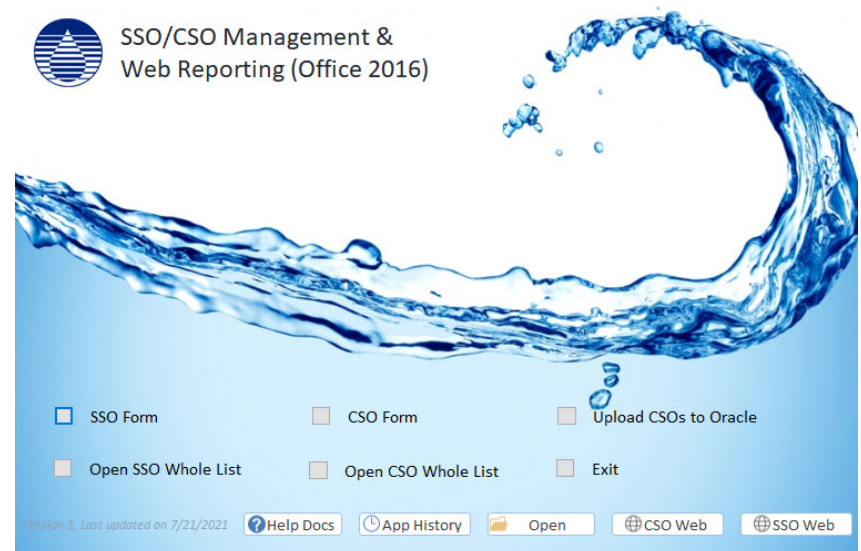 SSO/CSO Management &
Web Reporting (Office 2016)
SSO Form
CSO Form
Upload CSOs to Oracle
Open SSO Whole List
Open CSO Whole List
Exit
Version 3, Last updated on 7/21/2021
Help Docs
App History
Open
CSO Web
SSO Web